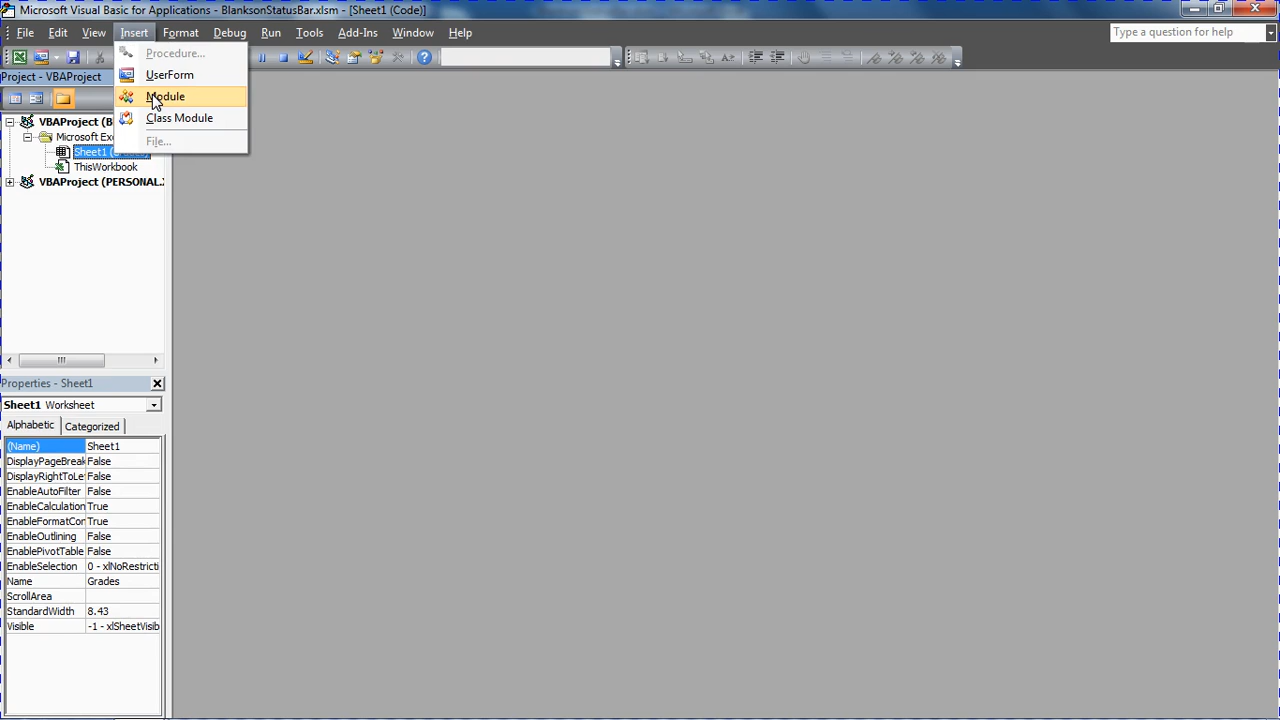 Microsoft Visual Basic for Applications - BlanksonStatusBar.xlsm - [Sheet1 (Code)]
File Edit View Insert Format Debug Run Tools Add-Ins Window Help
Type a question for help
Procedure...
UserForm
Module
Class Module
File...
Project - VBAProject
VBAProject (B
Microsoft Exc
Sheet1 (
ThisWorkbook
VBAProject (PERSONAL.
Properties - Sheet1
Sheet1 Worksheet
Alphabetic Categorized
(Name) Sheet1
DisplayPageBreak False
DisplayRightToLe False
EnableAutoFilter False
EnableCalculation True
EnableFormatCon True
EnableOutlining False
EnablePivotTable False
EnableSelection 0 - xlNoRestricti
Name Grades
ScrollArea
StandardWidth 8.43
Visible -1 - xlSheetVisib